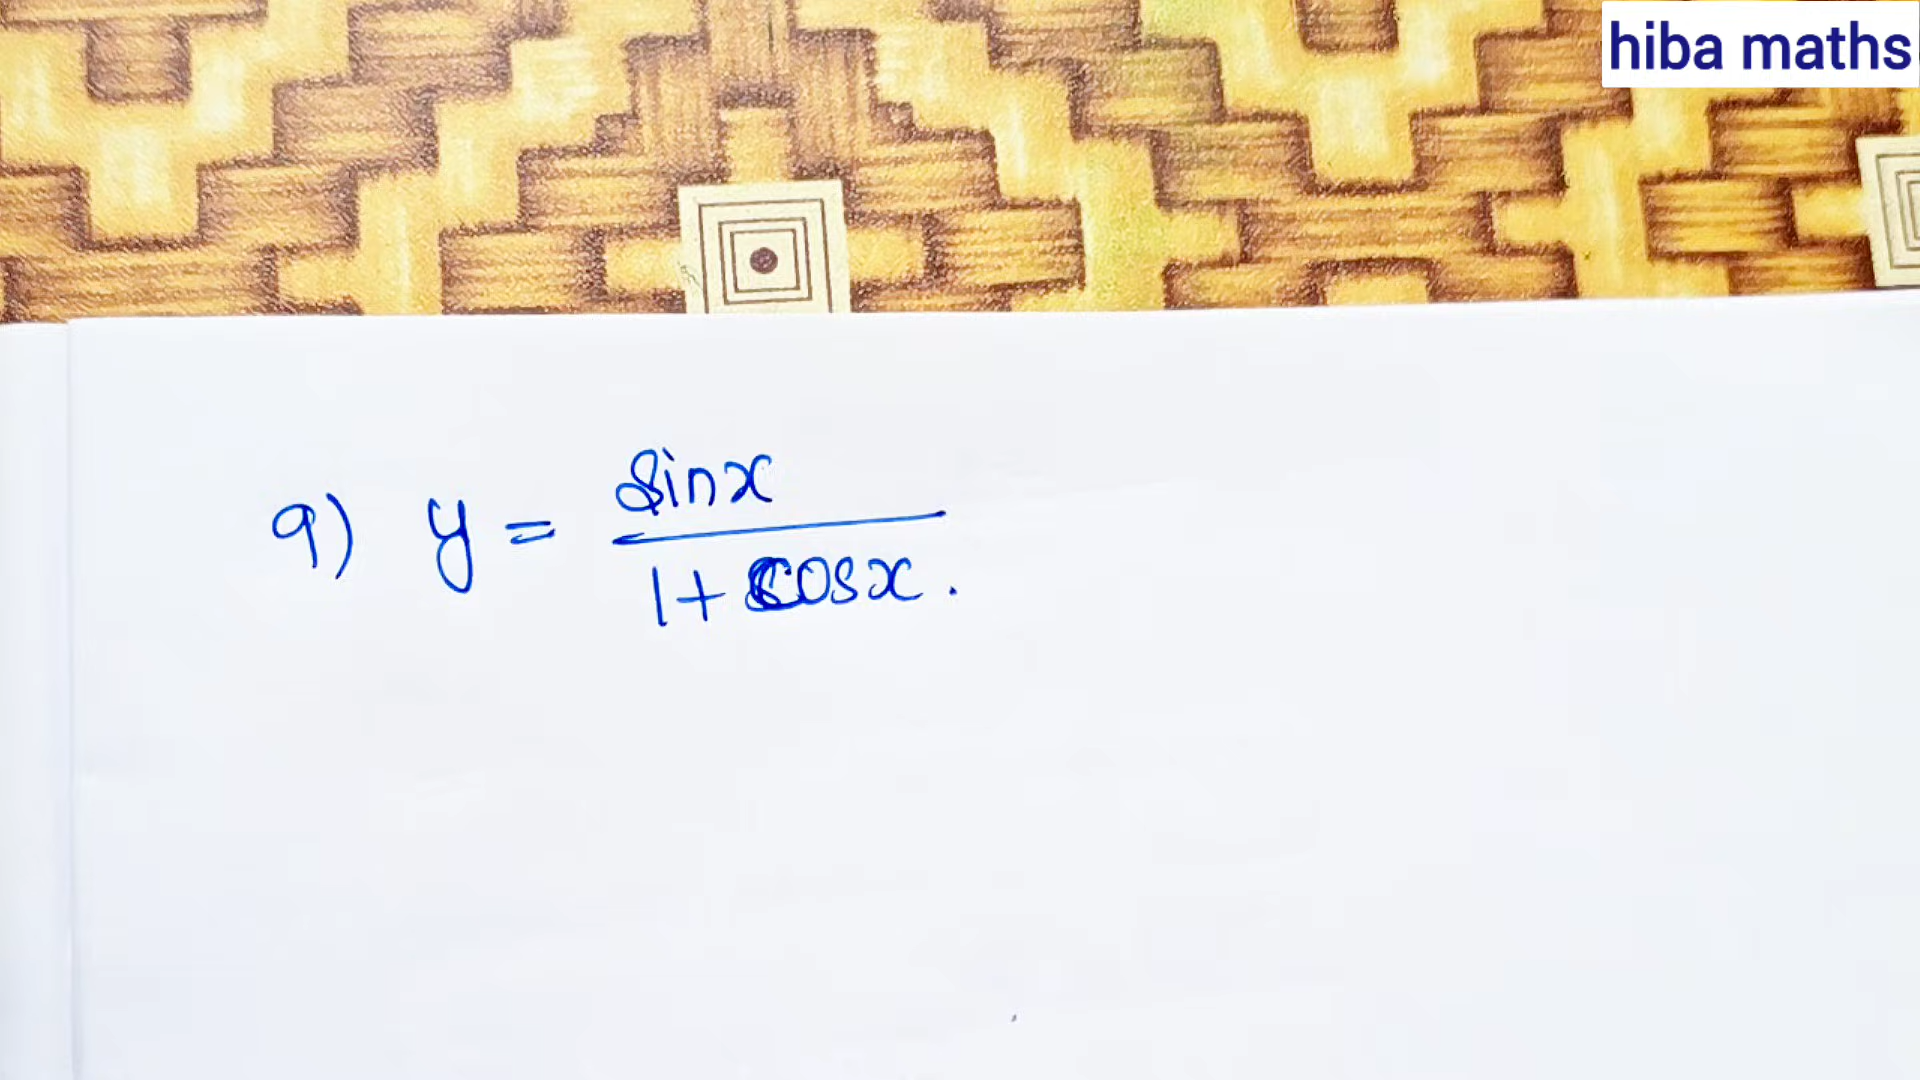 hiba maths
9) y = sinx / 1 + cosx.